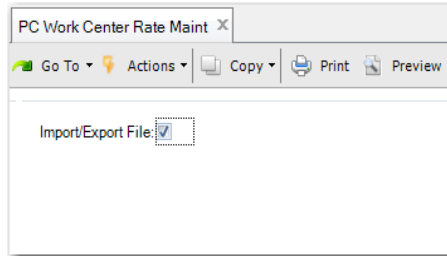 PC Work Center Rate Maint X
Go To Actions Copy Print Preview
Import/Export File: